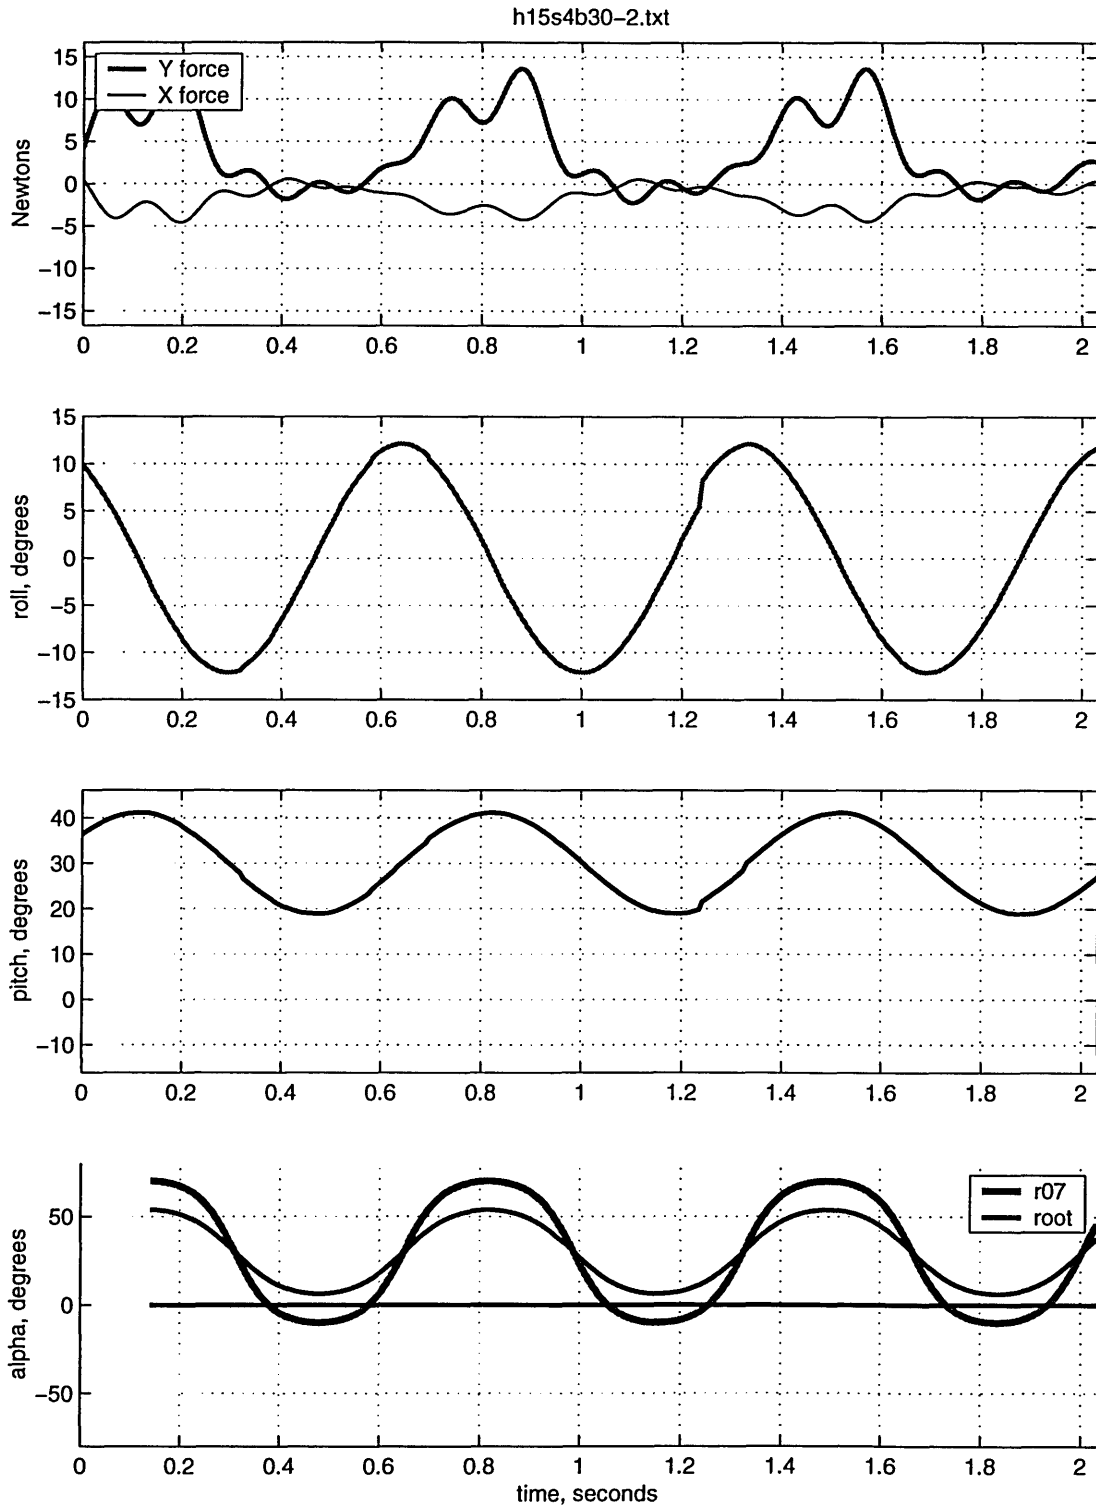 h15s4b30-2.txt
15
10
5
0
-5
-10
-15
Newtons
Y force
X force
0 0.2 0.4 0.6 0.8 1 1.2 1.4 1.6 1.8 2
15
10
5
0
-5
-10
-15
roll, degrees
0 0.2 0.4 0.6 0.8 1 1.2 1.4 1.6 1.8 2
40
30
20
10
0
-10
pitch, degrees
0 0.2 0.4 0.6 0.8 1 1.2 1.4 1.6 1.8 2
50
0
-50
alpha, degrees
r07
root
0 0.2 0.4 0.6 0.8 1 1.2 1.4 1.6 1.8 2
time, seconds